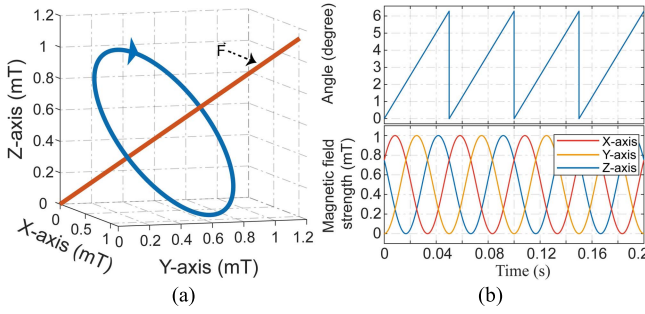 1.2
1
0.8
0.6
0.4
0.2
0
Z-axis (mT)
F
0
0.5
1
X-axis (mT)
0 0.2 0.4 0.6 0.8 1 1.2
Y-axis (mT)
(a)
6
4
2
0
Angle (degree)
1
0.8
0.6
0.4
0.2
0
Magnetic field
strength (mT)
X-axis
Y-axis
Z-axis
0 0.04 0.08 0.12 0.16 0.2
Time (s)
(b)